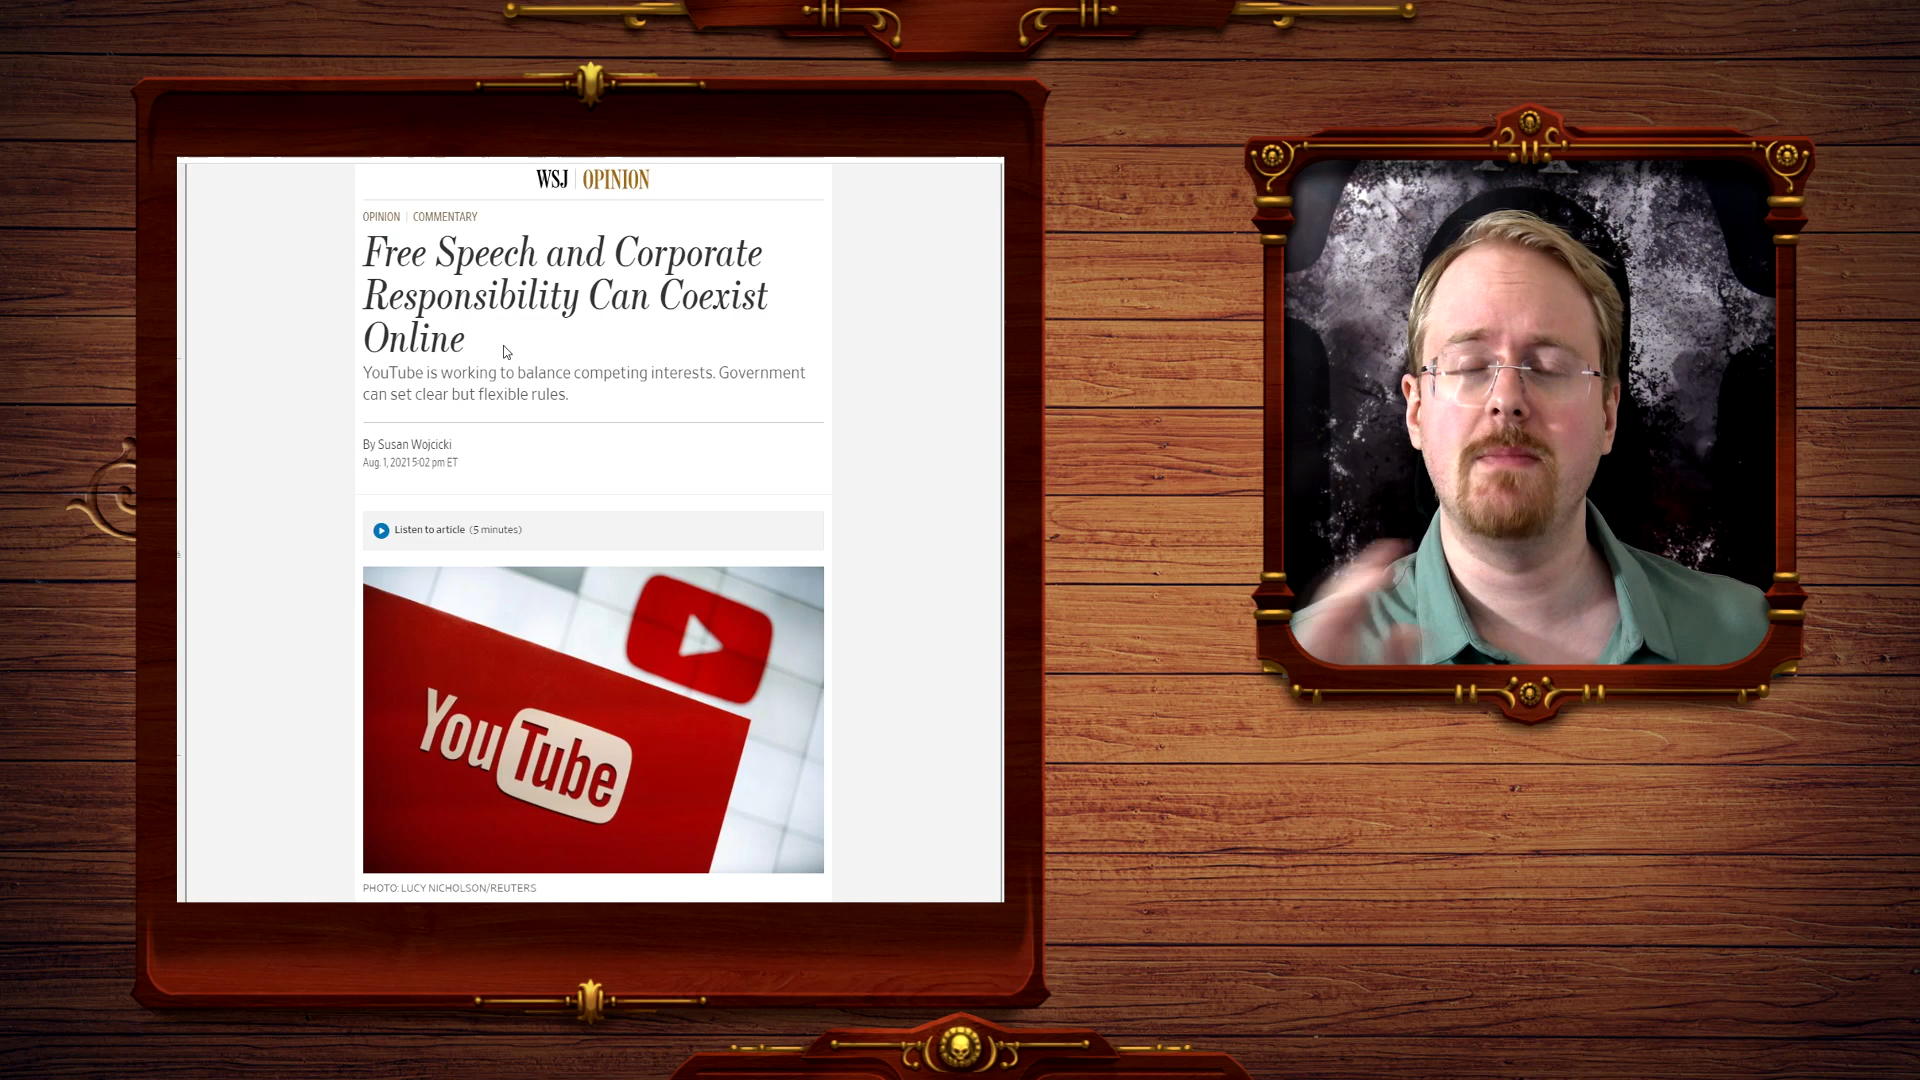 WSJ | OPINION
OPINION | COMMENTARY
Free Speech and Corporate
Responsibility Can Coexist
Online
YouTube is working to balance competing interests. Government
can set clear but flexible rules.
By Susan Wojcicki
Aug. 1, 2021 5:02 pm ET
Listen to article (5 minutes)
YouTube
PHOTO: LUCY NICHOLSON/REUTERS